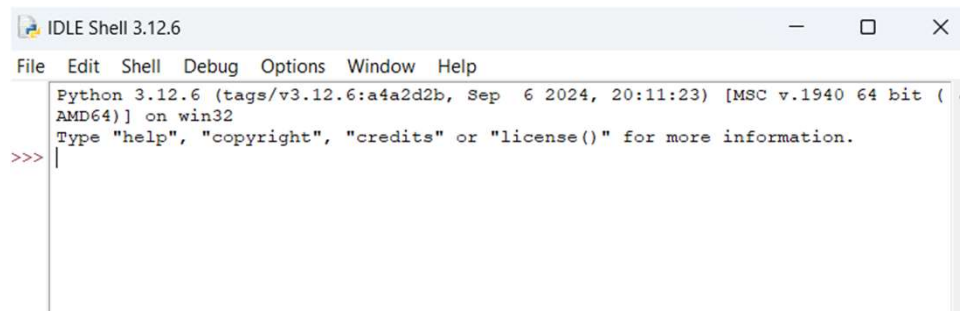 IDLE Shell 3.12.6
File Edit Shell Debug Options Window Help
Python 3.12.6 (tags/v3.12.6:a4a2d2b, Sep  6 2024, 20:11:23) [MSC v.1940 64 bit (
AMD64)] on win32
Type "help", "copyright", "credits" or "license()" for more information.
>>>